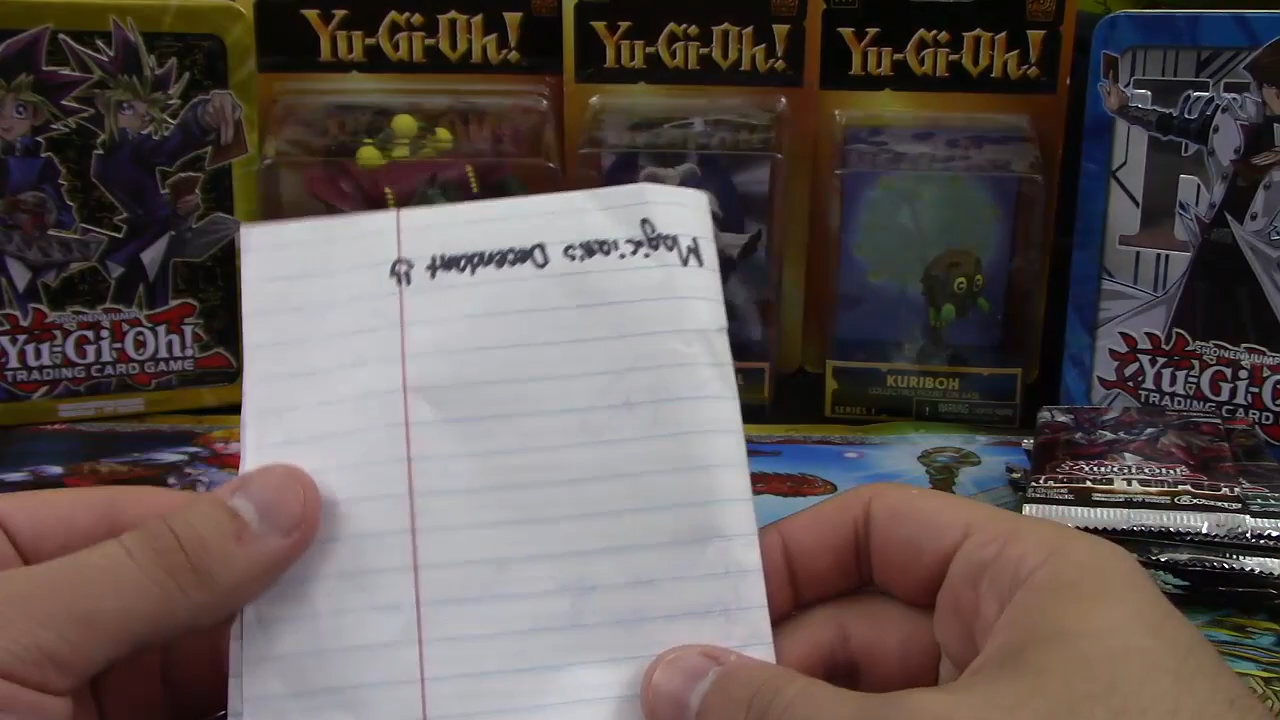 Yu-Gi-Oh!
Yu-Gi-Oh!
Yu-Gi-Oh!
Magician's Decendant
SHONEN JUMP
Yu-Gi-Oh!
TRADING CARD GAME
KURIBOH
COLLECTIBLE FIGURE ON BASE
SERIES 1
WARNING:
SHONEN JUMP
Yu-Gi-O
TRADING CARD
Yu-Gi-Oh!